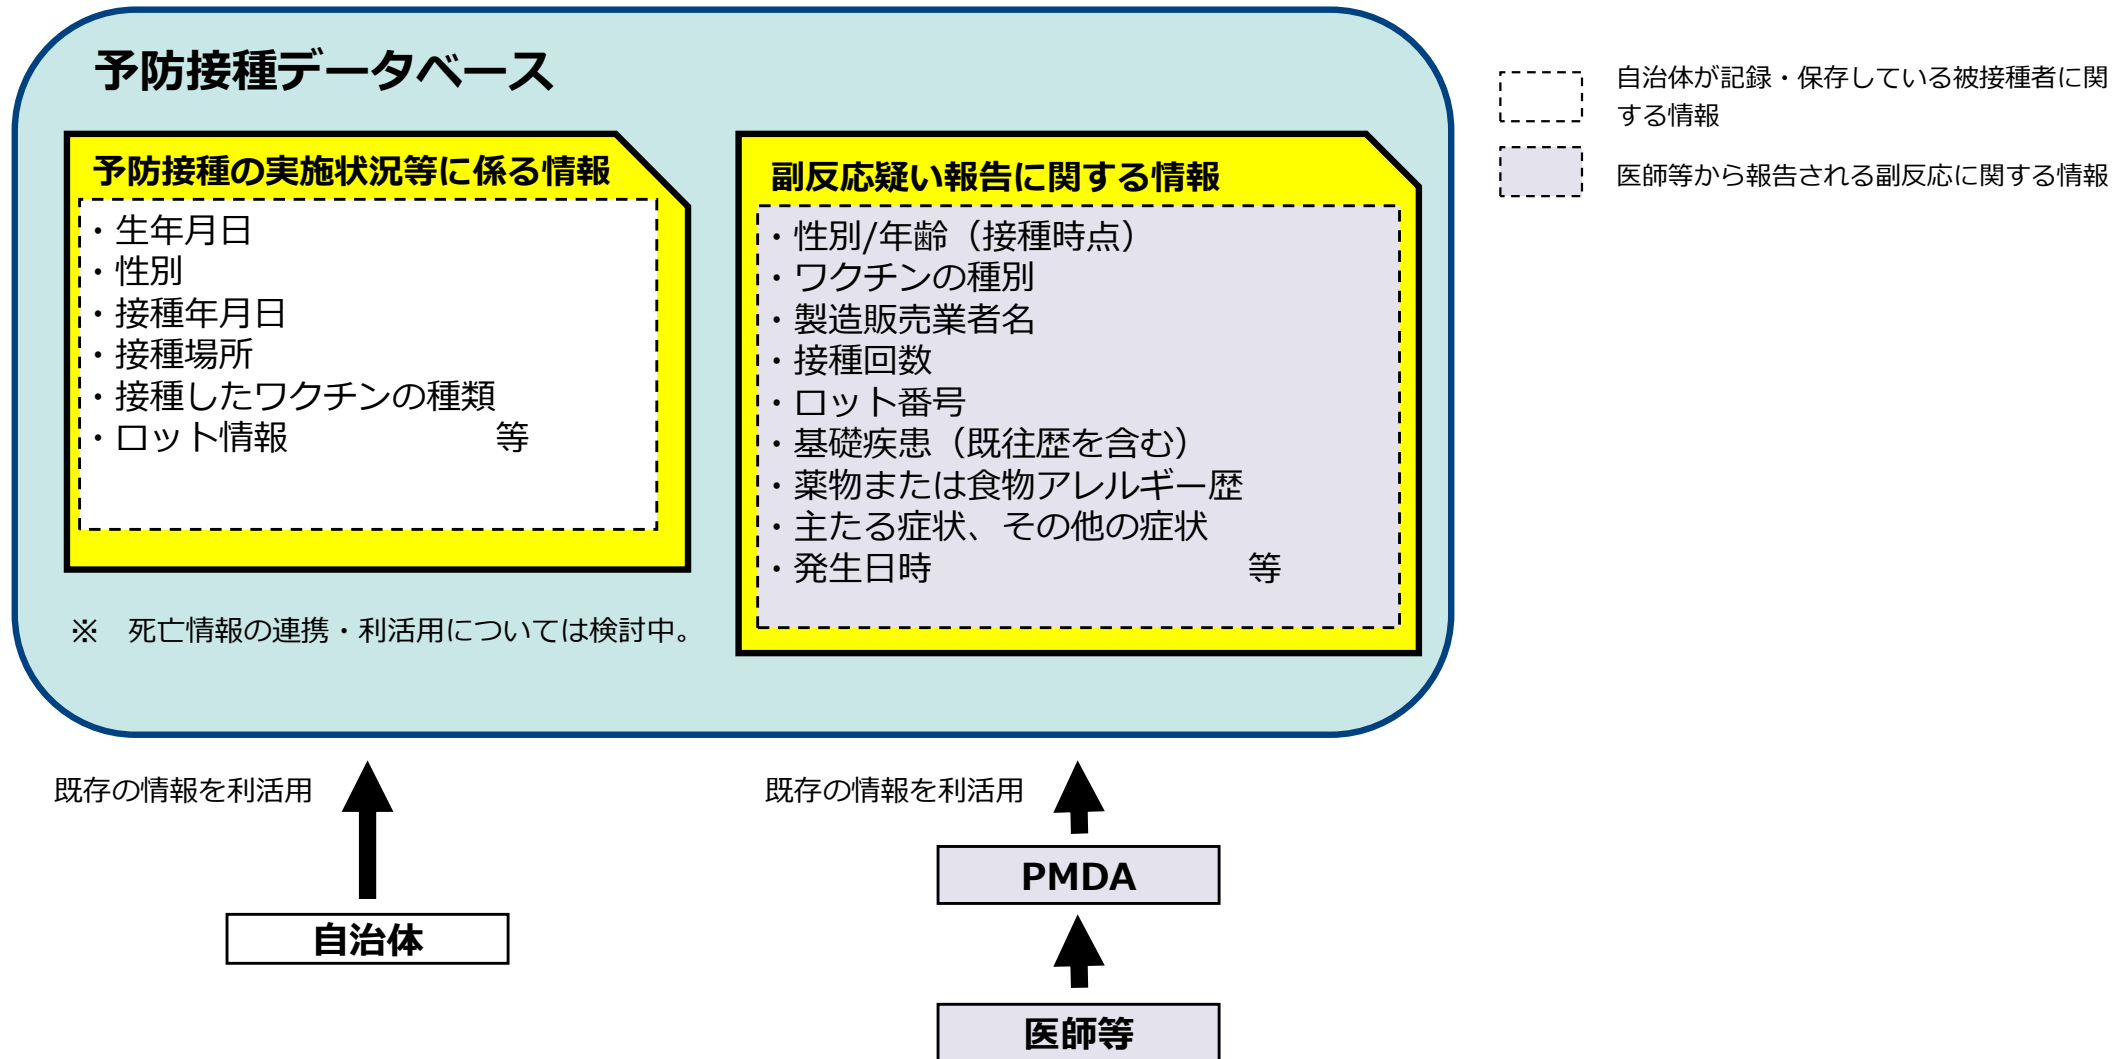 予防接種データベース
予防接種の実施状況等に係る情報
・生年月日
・性別
・接種年月日
・接種場所
・接種したワクチンの種類
・ロット情報 等
副反応疑い報告に関する情報
・性別/年齢（接種時点）
・ワクチンの種別
・製造販売業者名
・接種回数
・ロット番号
・基礎疾患（既往歴を含む）
・薬物または食物アレルギー歴
・主たる症状、その他の症状
・発生日時 等
※ 死亡情報の連携・利活用については検討中。
自治体が記録・保存している被接種者に関
する情報
医師等から報告される副反応に関する情報
既存の情報を利活用
自治体
既存の情報を利活用
PMDA
医師等